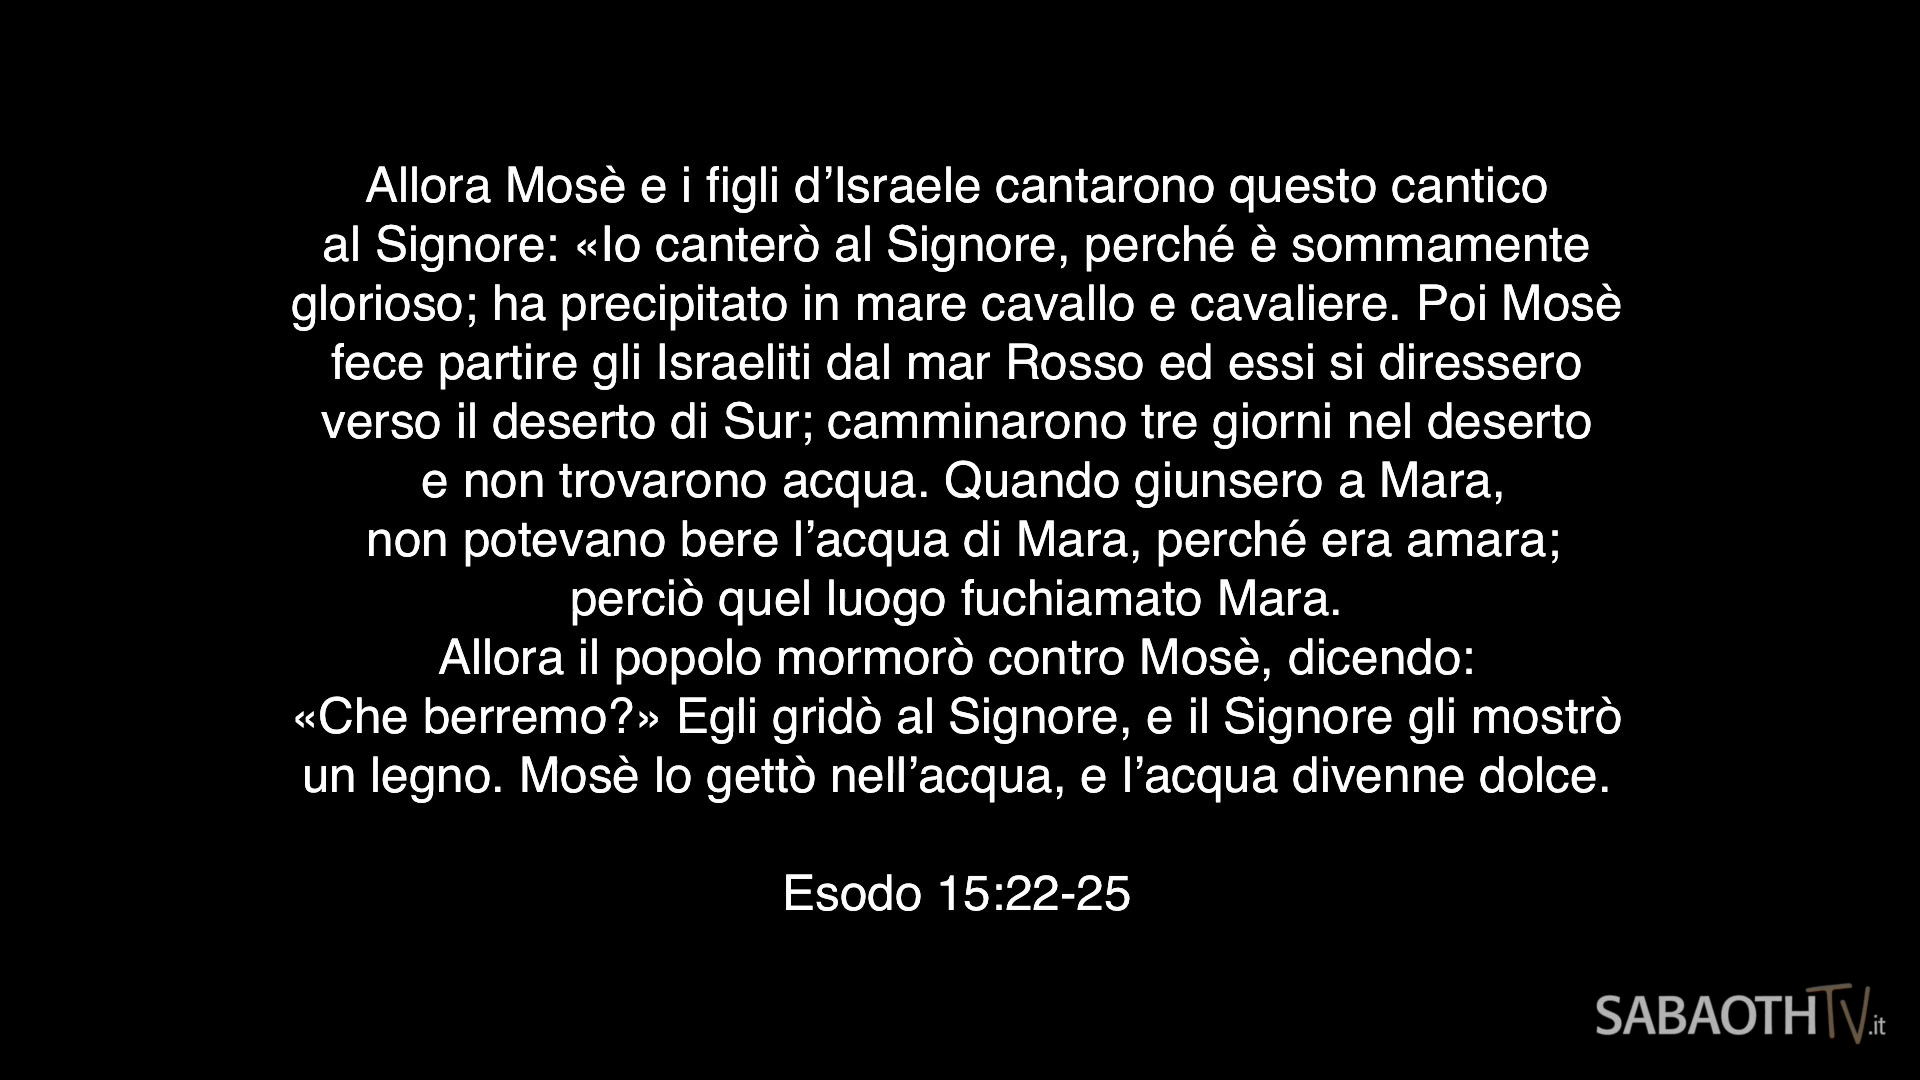 Allora Mosè e i figli d’Israele cantarono questo cantico
al Signore: «Io canterò al Signore, perché è sommamente
glorioso; ha precipitato in mare cavallo e cavaliere. Poi Mosè
fece partire gli Israeliti dal mar Rosso ed essi si diressero
verso il deserto di Sur; camminarono tre giorni nel deserto
e non trovarono acqua. Quando giunsero a Mara,
non potevano bere l’acqua di Mara, perché era amara;
perciò quel luogo fuchiamato Mara.
Allora il popolo mormorò contro Mosè, dicendo:
«Che berremo?» Egli gridò al Signore, e il Signore gli mostrò
un legno. Mosè lo gettò nell’acqua, e l’acqua divenne dolce.
Esodo 15:22-25
SABAOTHTV.it